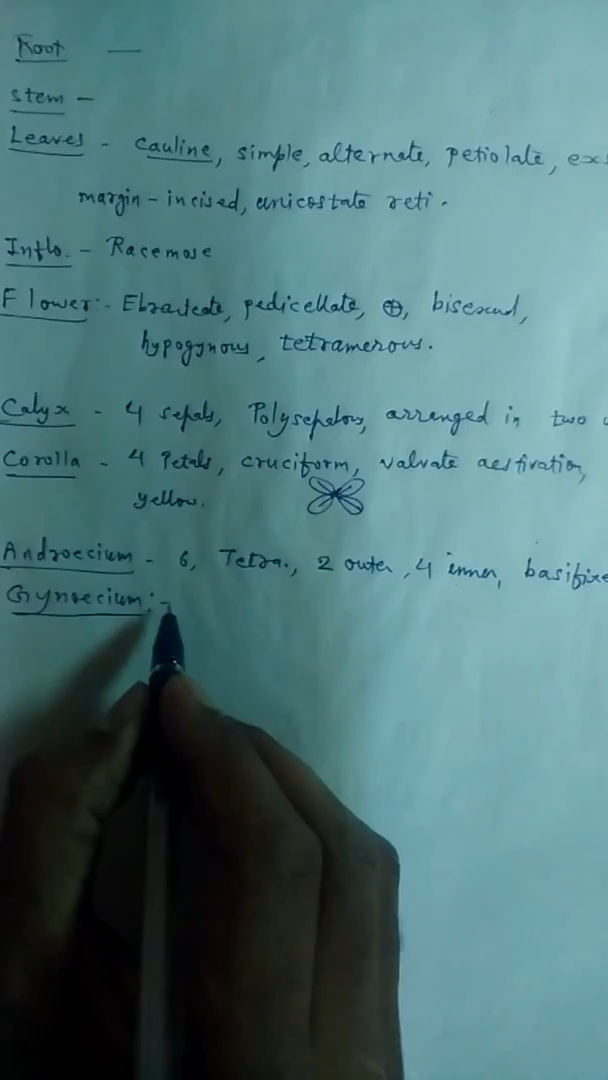 Root —
Stem -
Leaves - cauline, simple, alternate, petiolate, exs
margin - incised, unicostate reti.
Inflo. - Racemose
Flower:- Ebracteate, pedicellate, ⊕, bisexual,
hypogynous, tetramerous.
Calyx - 4 sepals, Polysepalous, arranged in two
Corolla - 4 Petals, cruciform, valvate aestivation,
yellow.
Androecium - 6, Tetra., 2 outer, 4 inner, basifixe
Gynoecium:-